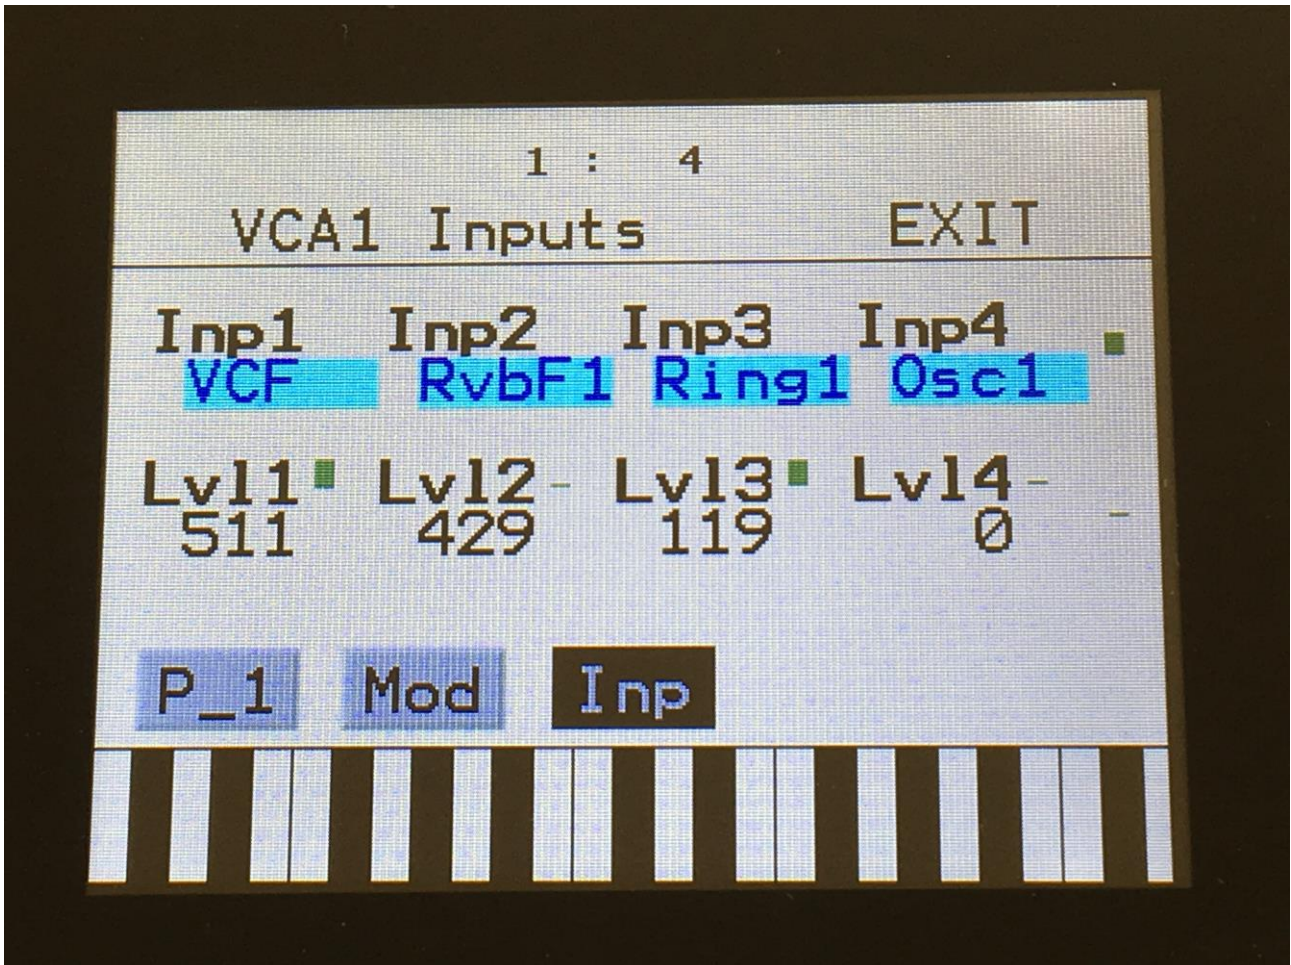 1 : 4
VCA1 Inputs EXIT
Inp1 Inp2 Inp3 Inp4
VCF RvbF1 Ring1 Osc1
Lvl1 Lvl2 Lvl3 Lvl4
511 429 119 0
P_1 Mod Inp